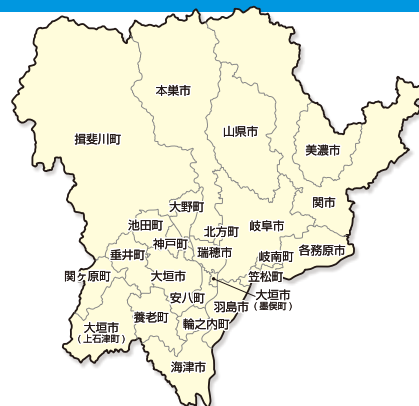 本巣市
山県市
揖斐川町
美濃市
関市
大野町
池田町
北方町
岐阜市
神戸町
垂井町
瑞穂市
岐南町
各務原市
関ヶ原町
大垣市
笠松町
安八町
羽島市
大垣市
(墨俣町)
養老町
輪之内町
大垣市
(上石津町)
海津市